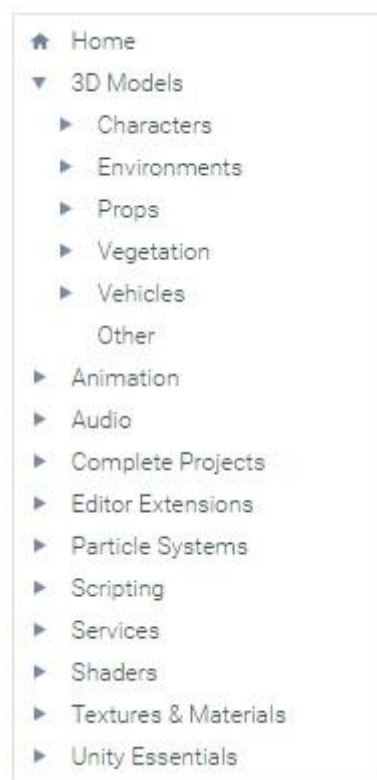 Home
3D Models
Characters
Environments
Props
Vegetation
Vehicles
Other
Animation
Audio
Complete Projects
Editor Extensions
Particle Systems
Scripting
Services
Shaders
Textures & Materials
Unity Essentials